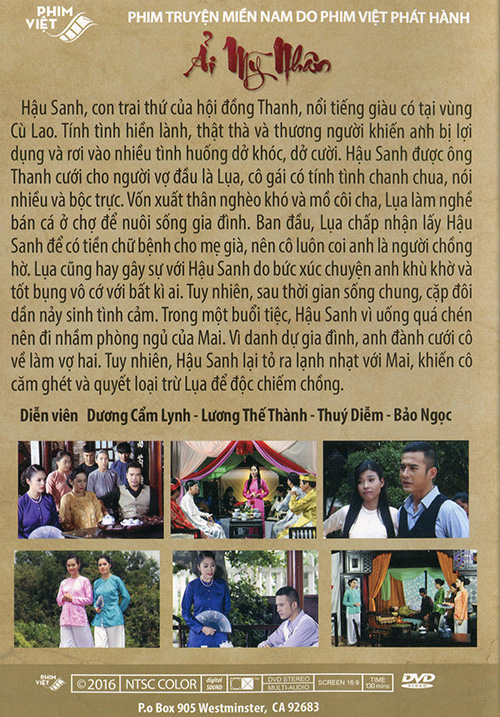 PHIM
VIỆT
PHIM TRUYỆN MIỀN NAM DO PHIM VIỆT PHÁT HÀNH
Ải Mỹ Nhân
Hậu Sanh, con trai thứ của hội đồng Thanh, nổi tiếng giàu có tại vùng
Cù Lao. Tính tình hiền lành, thật thà và thương người khiến anh bị lợi
dụng và rơi vào nhiều tình huống dở khóc, dở cười. Hậu Sanh được ông
Thanh cưới cho người vợ đầu là Lụa, cô gái có tính tình chanh chua, nói
nhiều và bộc trực. Vốn xuất thân nghèo khó và mồ côi cha, Lụa làm nghề
bán cá ở chợ để nuôi sống gia đình. Ban đầu, Lụa chấp nhận lấy Hậu
Sanh để có tiền chữ bệnh cho mẹ già, nên cô luôn coi anh là người chồng
hờ. Lụa cũng hay gây sự với Hậu Sanh do bức xúc chuyện anh khù khờ và
tốt bụng vô cớ với bất kì ai. Tuy nhiên, sau thời gian sống chung, cặp đôi
dần nảy sinh tình cảm. Trong một buổi tiệc, Hậu Sanh vì uống quá chén
nên đi nhầm phòng ngủ của Mai. Vì danh dự gia đình, anh đành cưới cô
về làm vợ hai. Tuy nhiên, Hậu Sanh lại tỏ ra lạnh nhạt với Mai, khiến cô
căm ghét và quyết loại trừ Lụa để độc chiếm chồng.
Diễn viên Dương Cẩm Lynh - Lương Thế Thành - Thuý Diễm - Bảo Ngọc
PHIM
VIỆT
©2016
NTSC COLOR
digital
SOUND
DVD STEREO
MULTI-AUDIO
SCREEN 16:9
TIME
130 mins
DVD
VIDEO
P.o Box 905 Westminster, CA 92683